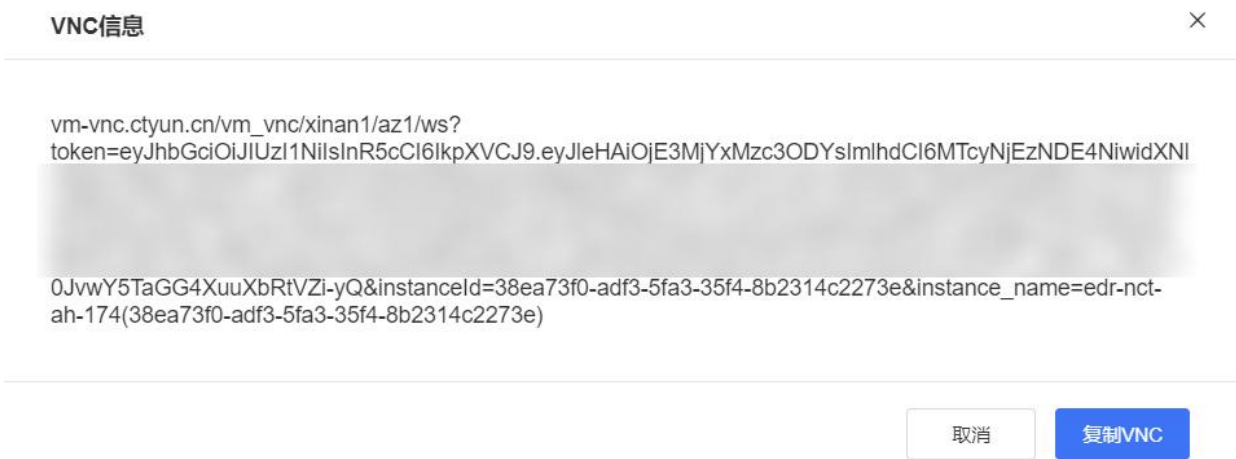 VNC信息
vm-vnc.ctyun.cn/vm_vnc/xinan1/az1/ws?
token=eyJhbGciOiJIUzI1NiIsInR5cCI6IkpXVCJ9.eyJleHAiOjE3MjYxMzc3ODYsImlhdCI6MTcyNjEzNDE4NiwidXNl
0JvwY5TaGG4XuuXbRtVZi-yQ&instanceId=38ea73f0-adf3-5fa3-35f4-8b2314c2273e&instance_name=edr-nct-
ah-174(38ea73f0-adf3-5fa3-35f4-8b2314c2273e)
取消
复制VNC